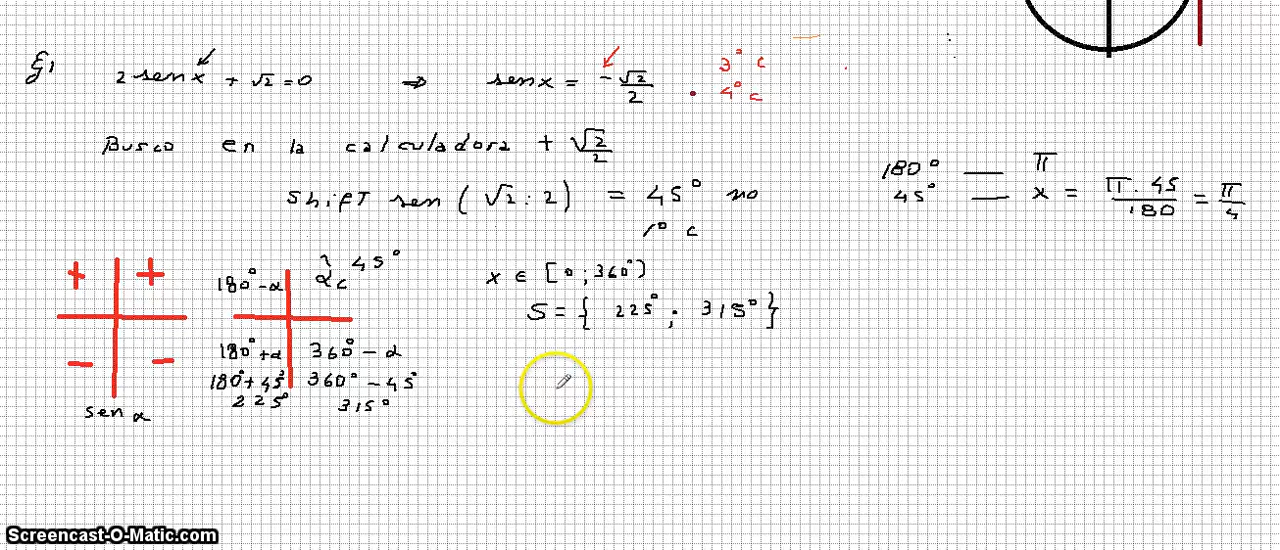 Ej 2 sen x + √2 = 0 ⇒ sen x = -√2/2 . 3° c
4° c
Busco en la calculadora + √2/2
Shift sen ( √2 : 2 ) = 45° no
1° c
180° — π
45° — x = π . 45 / 180 = π/4
+ +
- -
sen α
180° - α α c 45°
180° + α 360° - α
180° + 45° 360° - 45°
225° 315°
x ∈ [ 0 ; 360° )
S = { 225° ; 315° }
Screencast-O-Matic.com